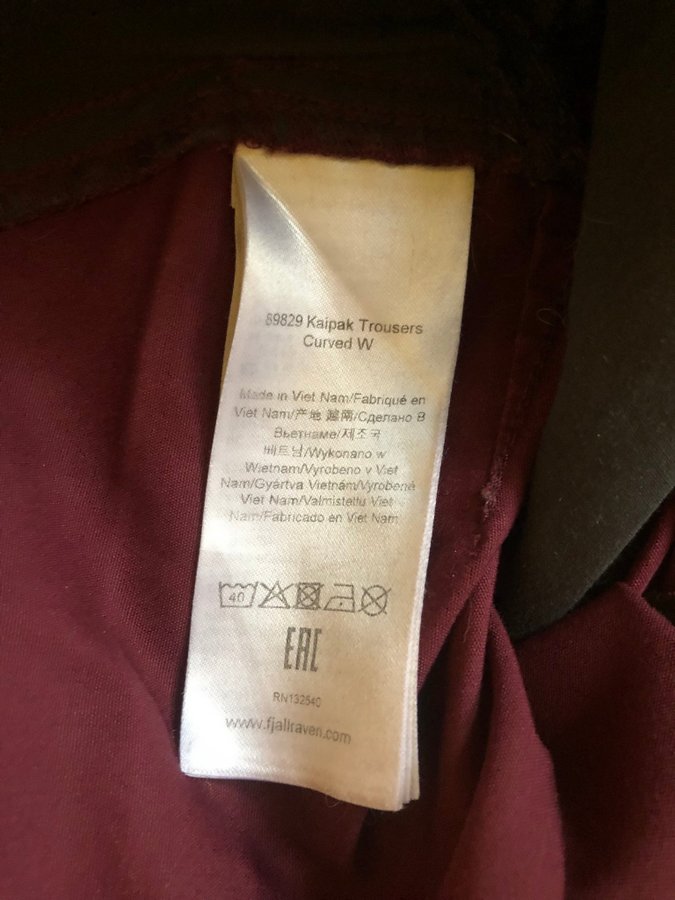 89829 Kaipak Trousers
Curved W
Made in Viet Nam/Fabriqué en
Viet Nam/产地 越南/Сделано В
Вьетнаме/제조국
베트남/Wykonano w
Wietnam/Vyrobeno v Viet
Nam/Gyártva Vietnám/Vyrobené
Viet Nam/Valmistettu Viet
Nam/Fabricado en Viet Nam
40
EAC
RN132540
www.fjallraven.com